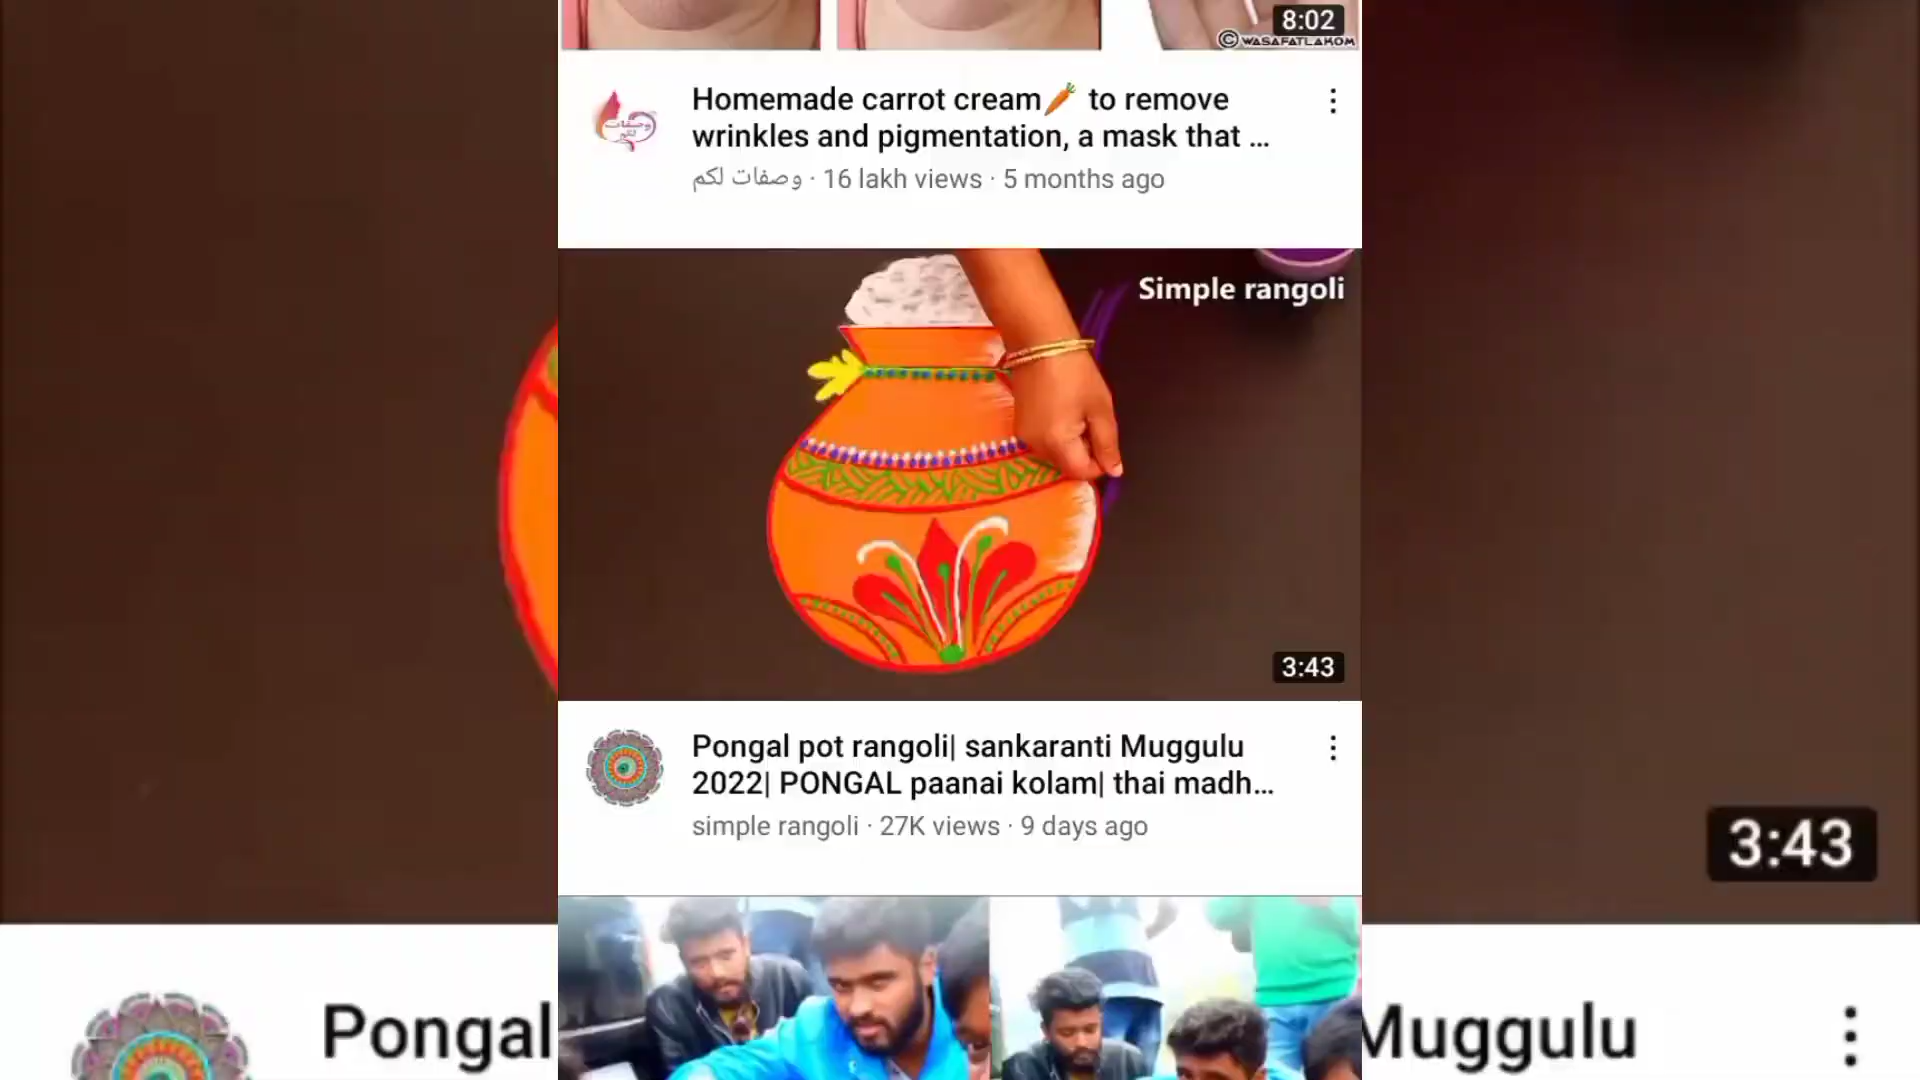 8:02
© WASAFATLAKOM
وصفات
لكم
Homemade carrot cream🥕 to remove
wrinkles and pigmentation, a mask that ...
وصفات لكم · 16 lakh views · 5 months ago
Simple rangoli
3:43
Pongal pot rangoli| sankaranti Muggulu
2022| PONGAL paanai kolam| thai madh...
simple rangoli · 27K views · 9 days ago
3:43
Pongal
Muggulu